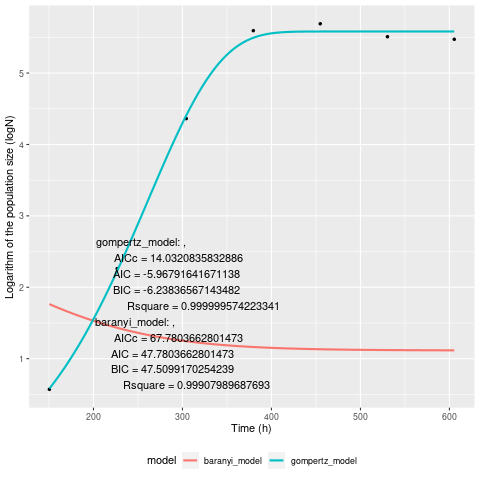 Logarithm of the population size (logN)
5
4
3
2
1
gompertz_model: ,
AICc = 14.0320835832886
AIC = -5.96791641671138
BIC = -6.23836567143482
Rsquare = 0.999999574223341
baranyi_model: ,
AICc = 67.7803662801473
AIC = 47.7803662801473
BIC = 47.5099170254239
Rsquare = 0.99907989687693
200 300 400 500 600
Time (h)
model baranyi_model gompertz_model